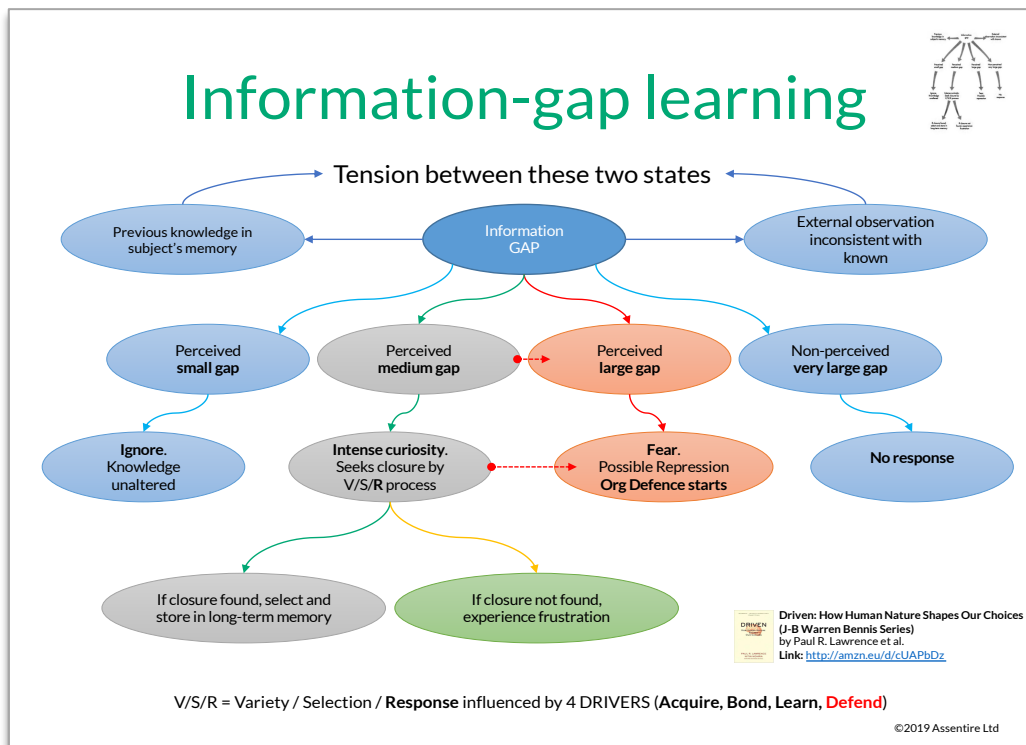 Information-gap learning
Tension between these two states
Previous knowledge in
subject's memory
Information
GAP
External observation
inconsistent with
known
Perceived
small gap
Perceived
medium gap
Perceived
large gap
Non-perceived
very large gap
Ignore.
Knowledge
unaltered
Intense curiosity.
Seeks closure by
V/S/R process
Fear.
Possible Repression
Org Defence starts
No response
If closure found, select and
store in long-term memory
If closure not found,
experience frustration
DRIVEN
Driven: How Human Nature Shapes Our Choices
(J-B Warren Bennis Series)
by Paul R. Lawrence et al.
Link: http://amzn.eu/d/cUAPbDz
V/S/R = Variety / Selection / Response influenced by 4 DRIVERS (Acquire, Bond, Learn, Defend)
©2019 Assentire Ltd